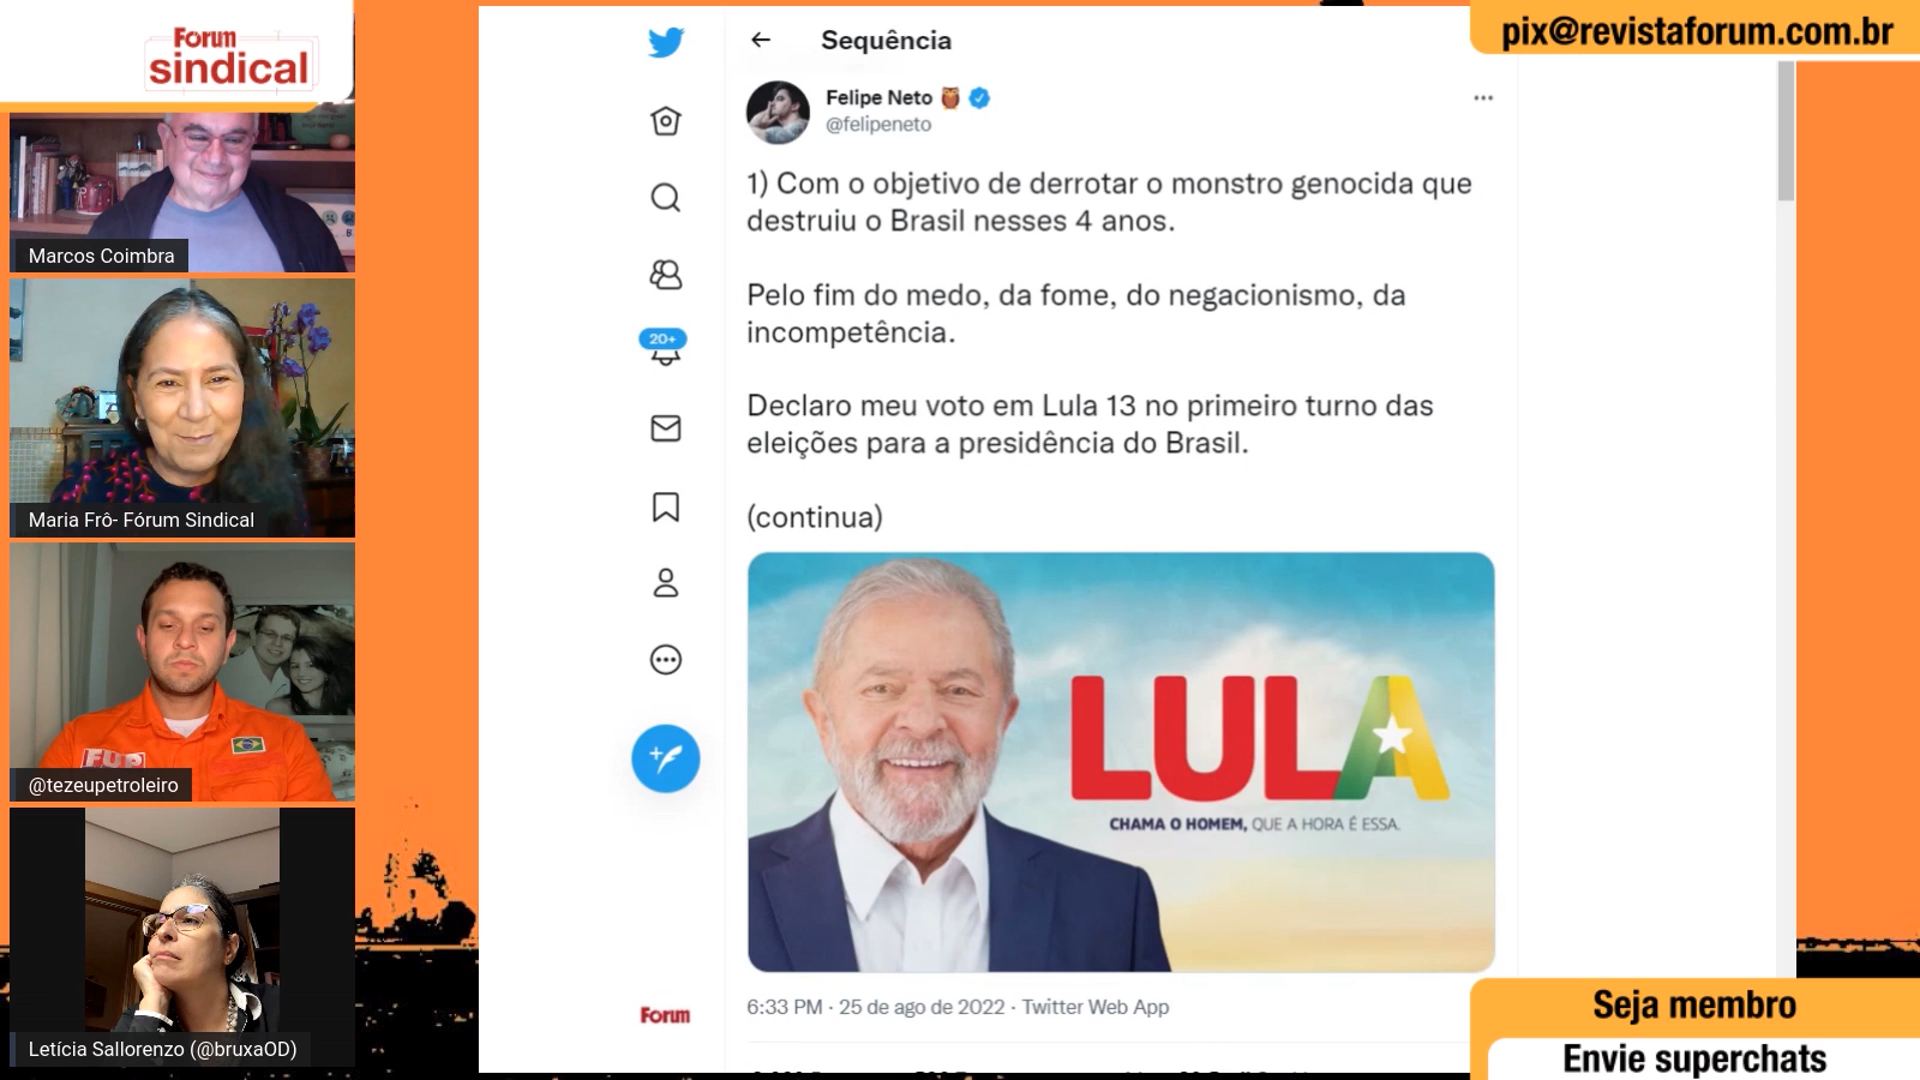 Forum
sindical
Marcos Coimbra
Maria Frô- Fórum Sindical
FUP
@tezeupetroleiro
Letícia Sallorenzo (@bruxaOD)
20+
Forum
Sequência
Felipe Neto
@felipeneto
1) Com o objetivo de derrotar o monstro genocida que
destruiu o Brasil nesses 4 anos.
Pelo fim do medo, da fome, do negacionismo, da
incompetência.
Declaro meu voto em Lula 13 no primeiro turno das
eleições para a presidência do Brasil.
(continua)
LULA
CHAMA O HOMEM, QUE A HORA É ESSA.
6:33 PM · 25 de ago de 2022 · Twitter Web App
pix@revistaforum.com.br
Seja membro
Envie superchats